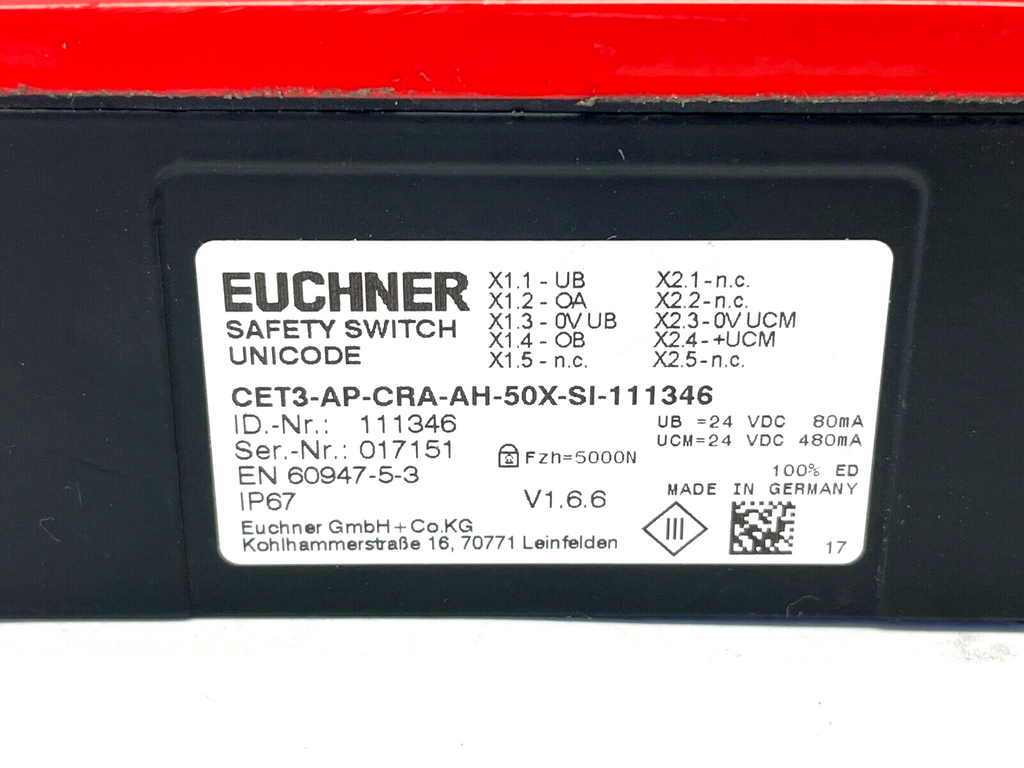 EUCHNER
SAFETY SWITCH
UNICODE
X1.1 - UB
X1.2 - OA
X1.3 - 0V UB
X1.4 - OB
X1.5 - n.c.
X2.1 - n.c.
X2.2 - n.c.
X2.3 - 0V UCM
X2.4 - +UCM
X2.5 - n.c.
CET3-AP-CRA-AH-50X-SI-111346
ID.-Nr.: 111346
Ser.-Nr.: 017151
EN 60947-5-3
IP67
Fzh=5000N
V1.6.6
UB =24 VDC 80mA
UCM=24 VDC 480mA
100% ED
MADE IN GERMANY
Euchner GmbH + Co.KG
Kohlhammerstraße 16, 70771 Leinfelden
III
17